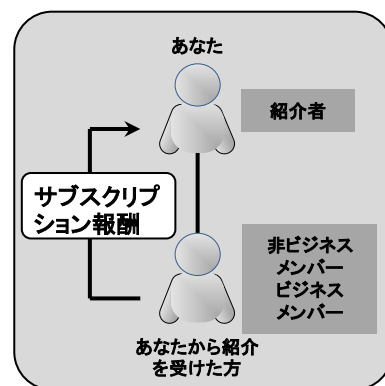 あなた
紹介者
サブスクリプ
ション報酬
非ビジネス
メンバー
ビジネス
メンバー
あなたから紹介
を受けた方